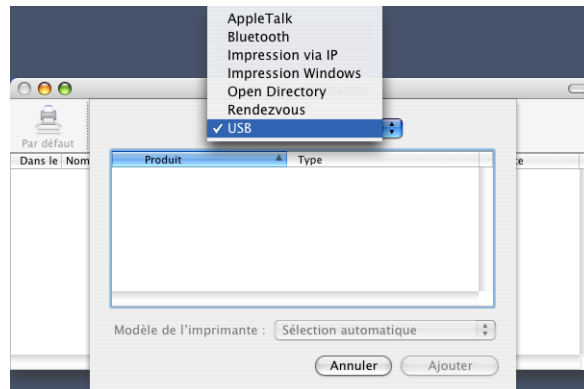 AppleTalk
Bluetooth
Impression via IP
Impression Windows
Open Directory
Rendezvous
✓ USB
Par défaut
Dans le Nom
Produit Type
Modèle de l'imprimante : Sélection automatique
Annuler Ajouter